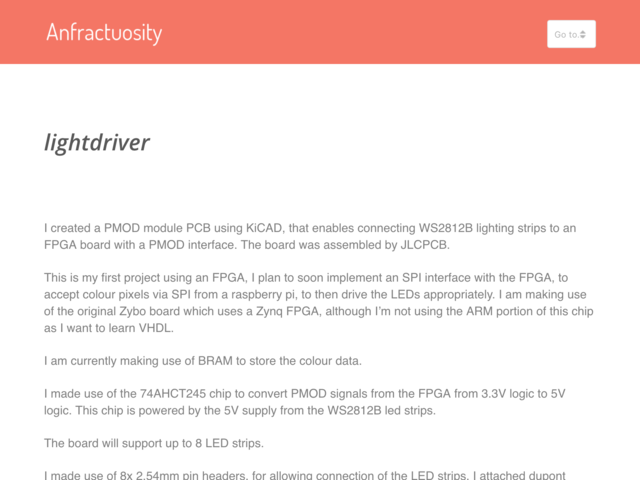 Anfractuosity
Go to.
lightdriver
I created a PMOD module PCB using KiCAD, that enables connecting WS2812B lighting strips to an
FPGA board with a PMOD interface. The board was assembled by JLCPCB.
This is my first project using an FPGA, I plan to soon implement an SPI interface with the FPGA, to
accept colour pixels via SPI from a raspberry pi, to then drive the LEDs appropriately. I am making use
of the original Zybo board which uses a Zynq FPGA, although I’m not using the ARM portion of this chip
as I want to learn VHDL.
I am currently making use of BRAM to store the colour data.
I made use of the 74AHCT245 chip to convert PMOD signals from the FPGA from 3.3V logic to 5V
logic. This chip is powered by the 5V supply from the WS2812B led strips.
The board will support up to 8 LED strips.
I made use of 8x 2.54mm pin headers, for allowing connection of the LED strips. I attached dupont